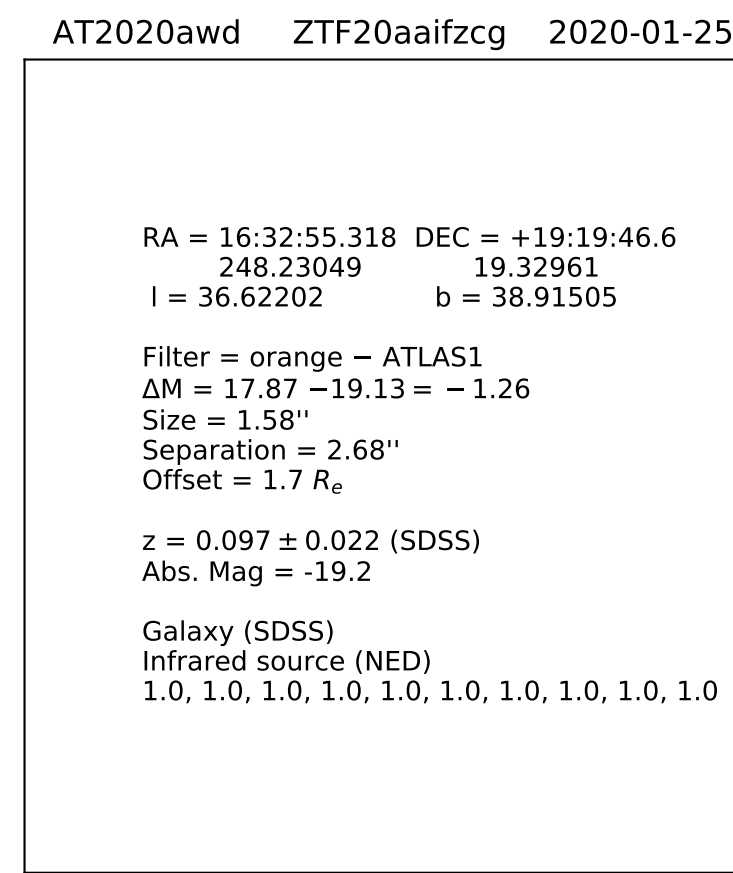 AT2020awd ZTF20aaifzcg 2020-01-25
RA = 16:32:55.318 DEC = +19:19:46.6
248.23049 19.32961
l = 36.62202 b = 38.91505
Filter = orange − ATLAS1
ΔM = 17.87 −19.13 = − 1.26
Size = 1.58''
Separation = 2.68''
Offset = 1.7 Re
z = 0.097 ± 0.022 (SDSS)
Abs. Mag = -19.2
Galaxy (SDSS)
Infrared source (NED)
1.0, 1.0, 1.0, 1.0, 1.0, 1.0, 1.0, 1.0, 1.0, 1.0